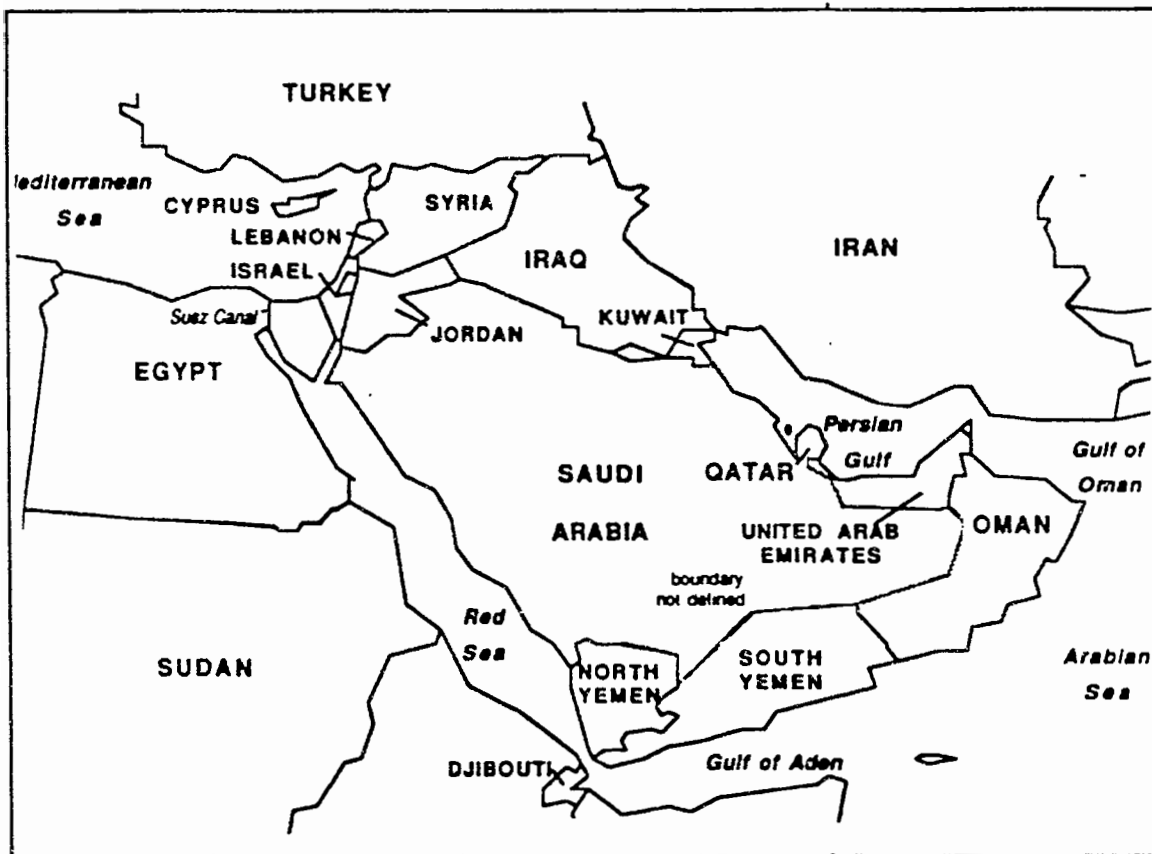 TURKEY
lediterranean
Sea
CYPRUS
SYRIA
LEBANON
ISRAEL
IRAQ
IRAN
Suez Canal
JORDAN
KUWAIT
EGYPT
Persian
Gulf
QATAR
Gulf of
Oman
SAUDI
ARABIA
UNITED ARAB
EMIRATES
OMAN
boundary
not defined
Red
Sea
SUDAN
NORTH
YEMEN
SOUTH
YEMEN
Arabian
Sea
DJIBOUTI
Gulf of Aden